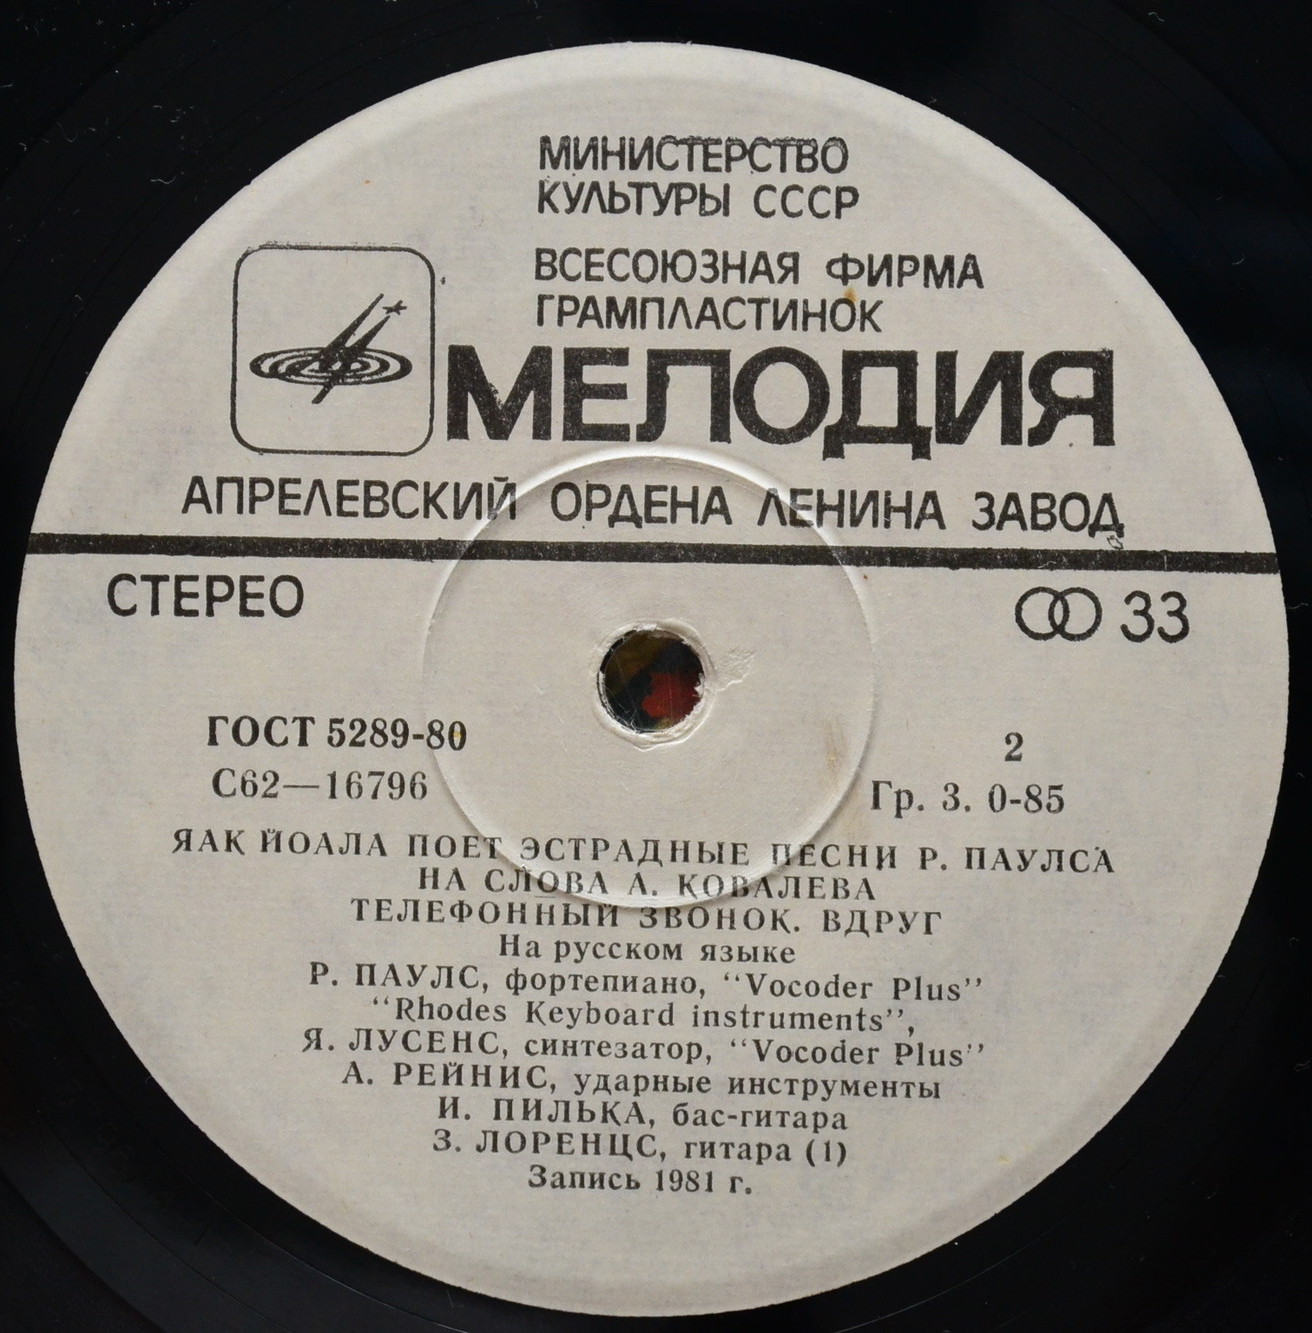 МИНИСТЕРСТВО
КУЛЬТУРЫ СССР
ВСЕСОЮЗНАЯ ФИРМА
ГРАМПЛАСТИНОК
МЕЛОДИЯ
АПРЕЛЕВСКИЙ ОРДЕНА ЛЕНИНА ЗАВОД
СТЕРЕО
33
ГОСТ 5289-80
2
С62—16796
Гр. 3. 0-85
ЯАК ЙОАЛА ПОЕТ ЭСТРАДНЫЕ ПЕСНИ Р. ПАУЛСА
НА СЛОВА А. КОВАЛЕВА
ТЕЛЕФОННЫЙ ЗВОНОК. ВДРУГ
На русском языке
Р. ПАУЛС, фортепиано, “Vocoder Plus”
“Rhodes Keyboard instruments”,
Я. ЛУСЕНС, синтезатор, “Vocoder Plus”
А. РЕЙНИС, ударные инструменты
И. ПИЛЬКА, бас-гитара
З. ЛОРЕНЦС, гитара (1)
Запись 1981 г.